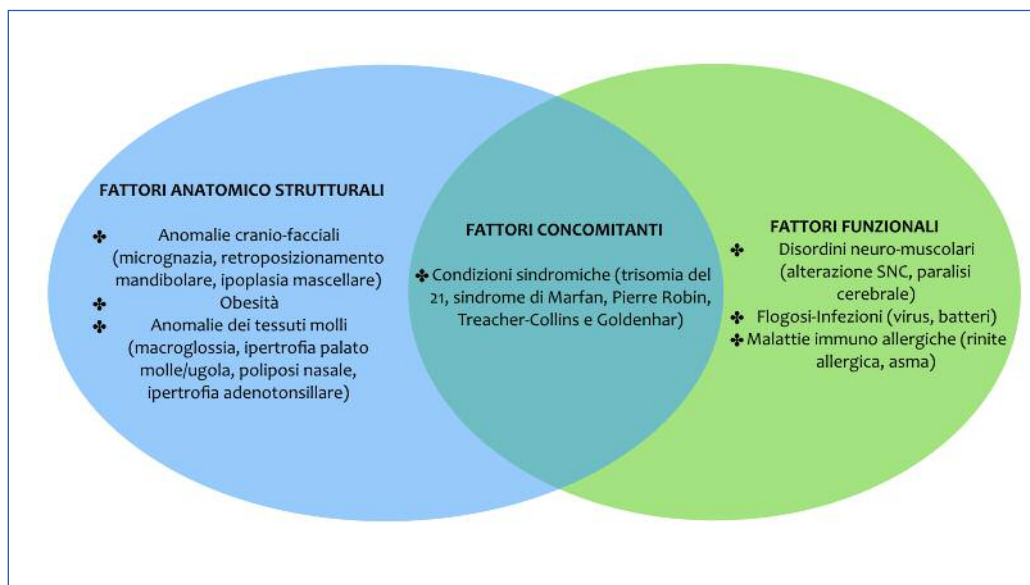 FATTORI ANATOMICO STRUTTURALI
✤ Anomalie cranio-facciali
(micrognazia, retroposizionamento
mandibolare, ipoplasia mascellare)
✤ Obesità
✤ Anomalie dei tessuti molli
(macroglossia, ipertrofia palato
molle/ugola, poliposi nasale,
ipertrofia adenotonsillare)
FATTORI CONCOMITANTI
✤ Condizioni sindromiche (trisomia del
21, sindrome di Marfan, Pierre Robin,
Treacher-Collins e Goldenhar)
FATTORI FUNZIONALI
✤ Disordini neuro-muscolari
(alterazione SNC, paralisi
cerebrale)
✤ Flogosi-Infezioni (virus, batteri)
✤ Malattie immuno allergiche (rinite
allergica, asma)